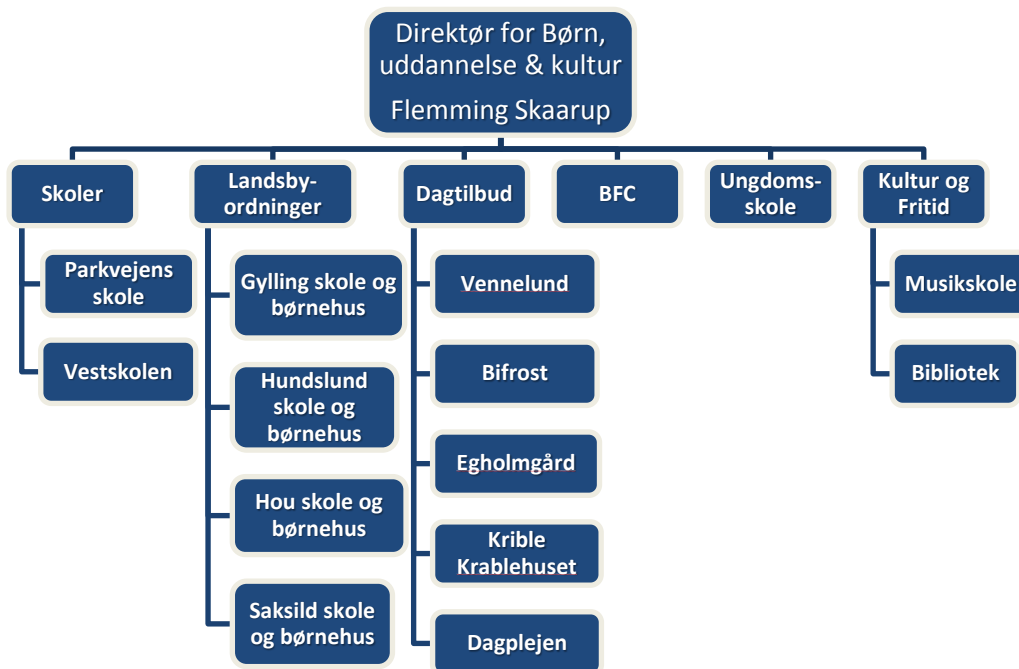 Direktør for Børn,
uddannelse & kultur
Flemming Skaarup
Skoler
Landsby-
ordninger
Dagtilbud
BFC
Ungdoms-
skole
Kultur og
Fritid
Parkvejens
skole
Vestskolen
Gylling skole og
børnehus
Hundslund
skole og
børnehus
Hou skole og
børnehus
Saksild skole
og børnehus
Vennelund
Bifrost
Egholmgård
Krible
Krablehuset
Dagplejen
Musikskole
Bibliotek